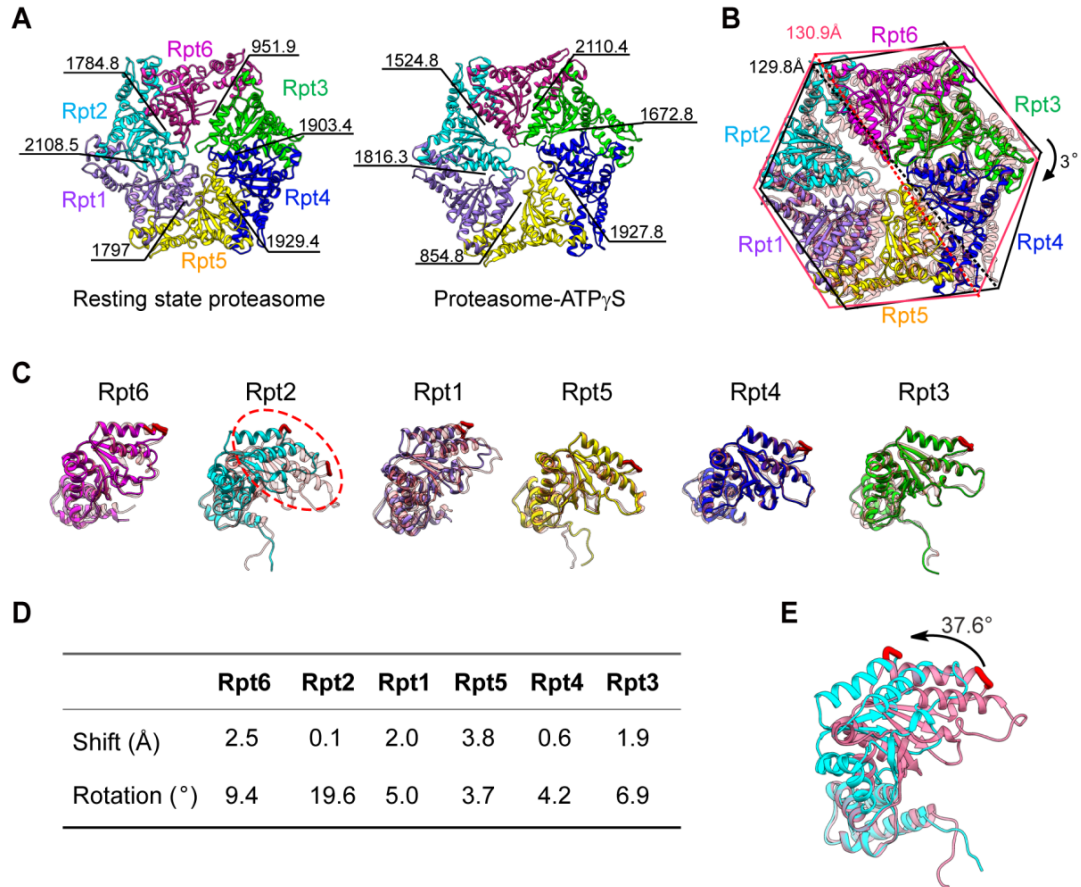 A
Rpt6
951.9
1784.8
Rpt2
Rpt3
2108.5
1903.4
Rpt1
Rpt4
1797
Rpt5
1929.4
Resting state proteasome
1524.8
2110.4
1672.8
1816.3
854.8
1927.8
Proteasome-ATPγS
B
130.9Å
129.8Å
Rpt6
Rpt3
Rpt2
3°
Rpt1
Rpt4
Rpt5
C
Rpt6 Rpt2 Rpt1 Rpt5 Rpt4 Rpt3
D
Rpt6 Rpt2 Rpt1 Rpt5 Rpt4 Rpt3
Shift (Å) 2.5 0.1 2.0 3.8 0.6 1.9
Rotation (°) 9.4 19.6 5.0 3.7 4.2 6.9
E
37.6°